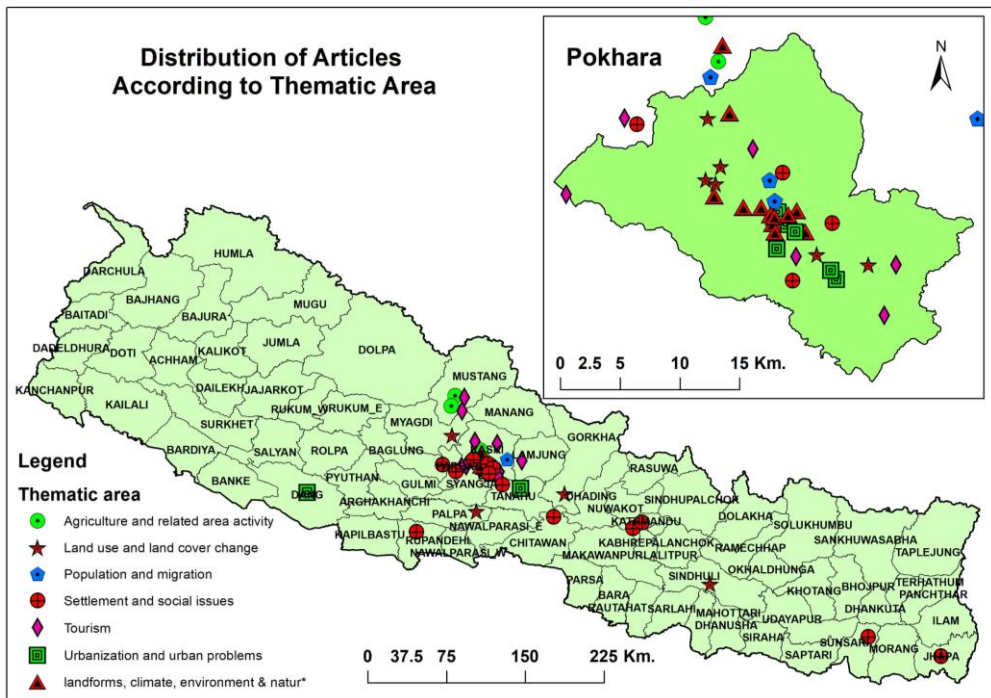 Distribution of Articles
According to Thematic Area
Pokhara
N
0 2.5 5 10 15 Km.
HUMLA
DARCHULA
BAJHANG
MUGU
BAITADI
BAJURA
DADELDHURA
DOTI
ACHHAM
KALIKOT
JUMLA
DOLPA
MUSTANG
KANCHANPUR
KAILALI
DAILEKH
JAJARKOT
RUKUM_W
RUKUM_E
MYAGDI
MANANG
SURKHET
GORKHA
BARDIYA
SALYAN
ROLPA
BAGLUNG
KASKI
LAMJUNG
RASUWA
BANKE
DANG
PYUTHAN
GULMI
SYANGJA
TANAHU
DHADING
SINDHUPALCHOK
ARGHAKHANCHI
PALPA
NUWAKOT
DOLAKHA
KATHMANDU
SOLUKHUMBU
SANKHUWASABHA
TAPLEJUNG
KAPILBASTU
RUPANDEHI
NAWALPARASI_E
NAWALPARASI_W
CHITAWAN
KABHREPALANCHOK
MAKAWANPUR
LALITPUR
RAMECHHAP
OKHALDHUNGA
PARSA
SINDHULI
KHOTANG
BHOJPUR
TERHATHUM
PANCHTHAR
BARA
RAUTAHAT
SARLAHI
MAHOTTARI
DHANUSHA
UDAYAPUR
DHANKUTA
SIRAHA
SAPTARI
SUNSARI
MORANG
ILAM
JHAPA
Legend
Thematic area
Agriculture and related area activity
Land use and land cover change
Population and migration
Settlement and social issues
Tourism
Urbanization and urban problems
landforms, climate, environment & natur*
0 37.5 75 150 225 Km.